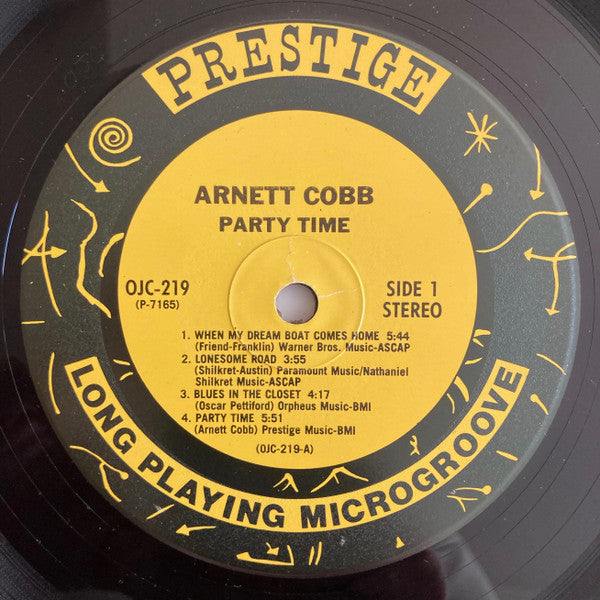 PRESTIGE
ARNETT COBB
PARTY TIME
OJC-219
(P-7165)
SIDE 1
STEREO
1. WHEN MY DREAM BOAT COMES HOME 5:44
(Friend-Franklin) Warner Bros. Music-ASCAP
2. LONESOME ROAD 3:55
(Shilkret-Austin) Paramount Music/Nathaniel
Shilkret Music-ASCAP
3. BLUES IN THE CLOSET 4:17
(Oscar Pettiford) Orpheus Music-BMI
4. PARTY TIME 5:51
(Arnett Cobb) Prestige Music-BMI
(OJC-219-A)
LONG PLAYING MICROGROOVE